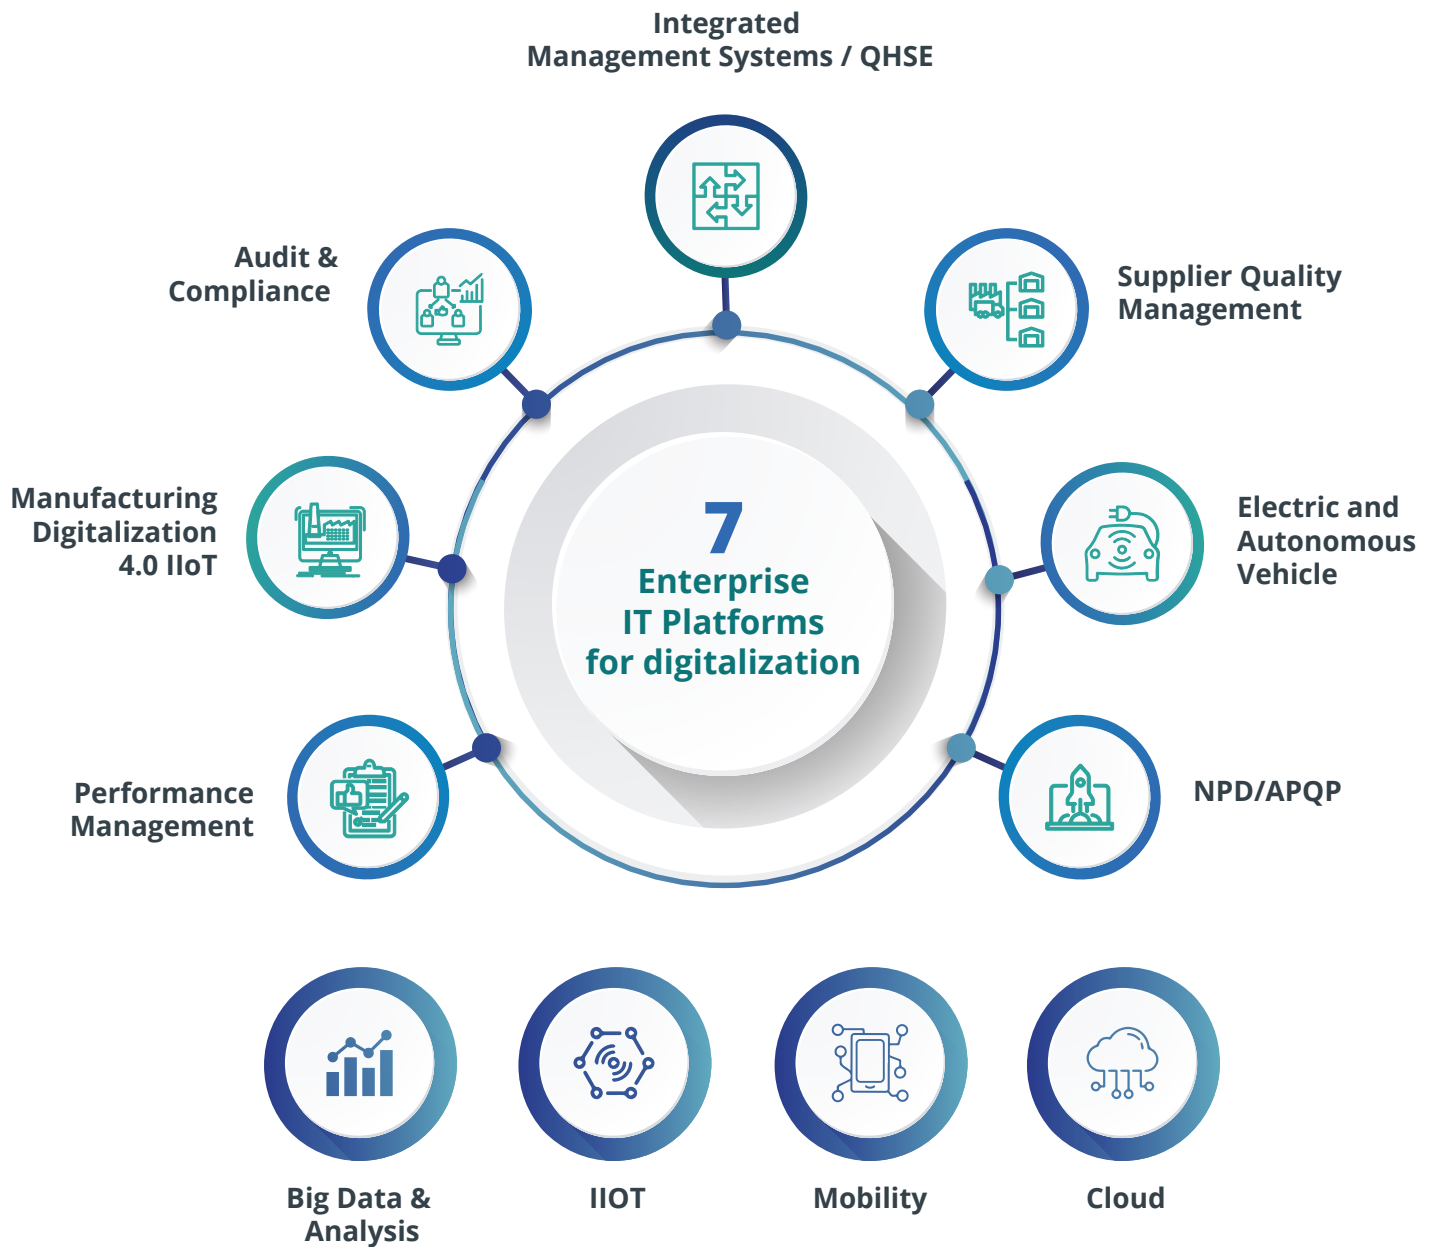 Integrated
Management Systems / QHSE
Audit &
Compliance
Supplier Quality
Management
Manufacturing
Digitalization
4.0 IIoT
Electric and
Autonomous
Vehicle
7
Enterprise
IT Platforms
for digitalization
Performance
Management
NPD/APQP
Big Data &
Analysis
IIOT
Mobility
Cloud